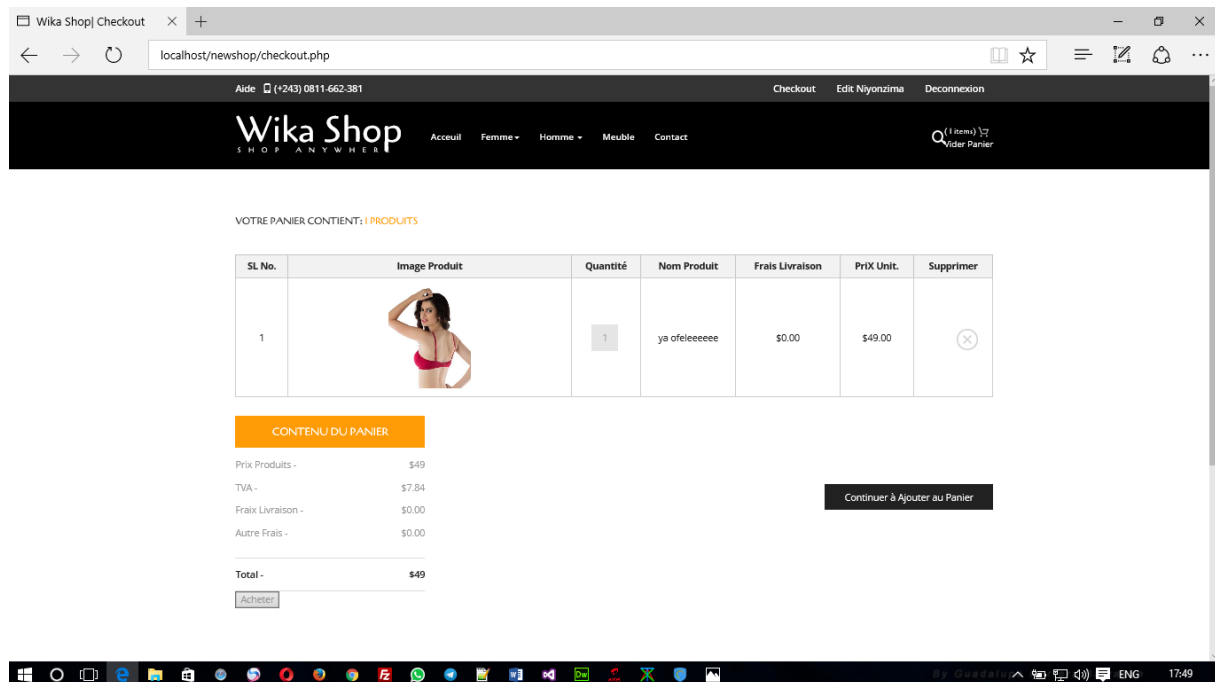 Wika Shop| Checkout
localhost/newshop/checkout.php
Aide (+243) 0811-662-381 Checkout Edit Niyonzima Deconnexion
Wika Shop
SHOP ANYWHER
Acceuil Femme Homme Meuble Contact
(1 items)
Vider Panier
VOTRE PANIER CONTIENT: 1 PRODUITS
SL No. Image Produit Quantité Nom Produit Frais Livraison PriX Unit. Supprimer
1 1 ya ofeleeeeee $0.00 $49.00
CONTENU DU PANIER
Prix Produits - $49
TVA - $7.84
Fraix Livraison - $0.00
Autre Frais - $0.00
Continuer à Ajouter au Panier
Total - $49
Acheter
ENG 17:49